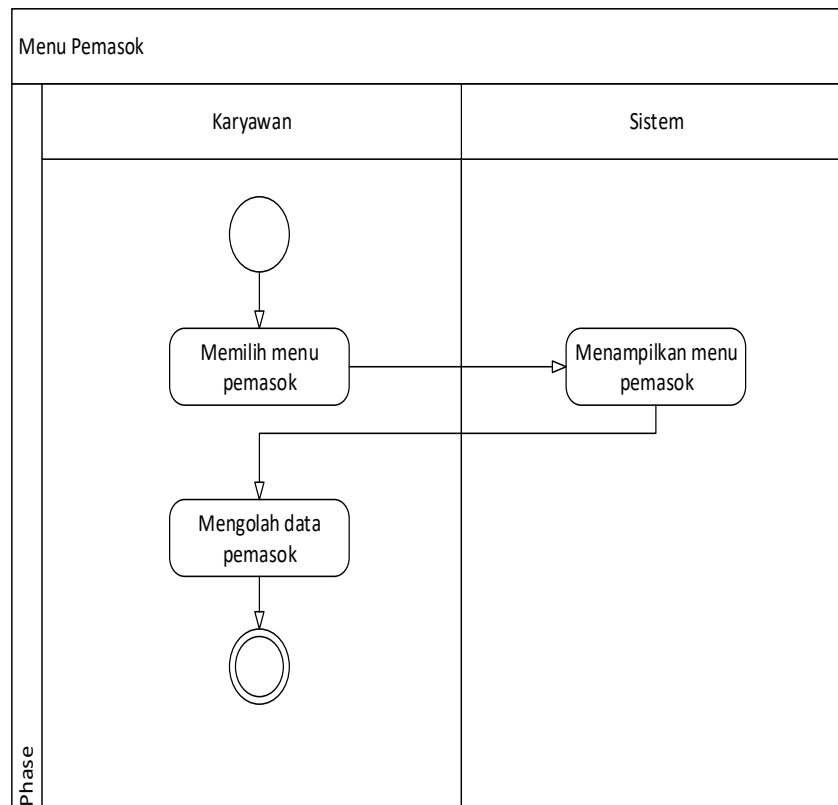 Menu Pemasok
Karyawan
Sistem
Memilih menu
pemasok
Menampilkan menu
pemasok
Mengolah data
pemasok
Phase